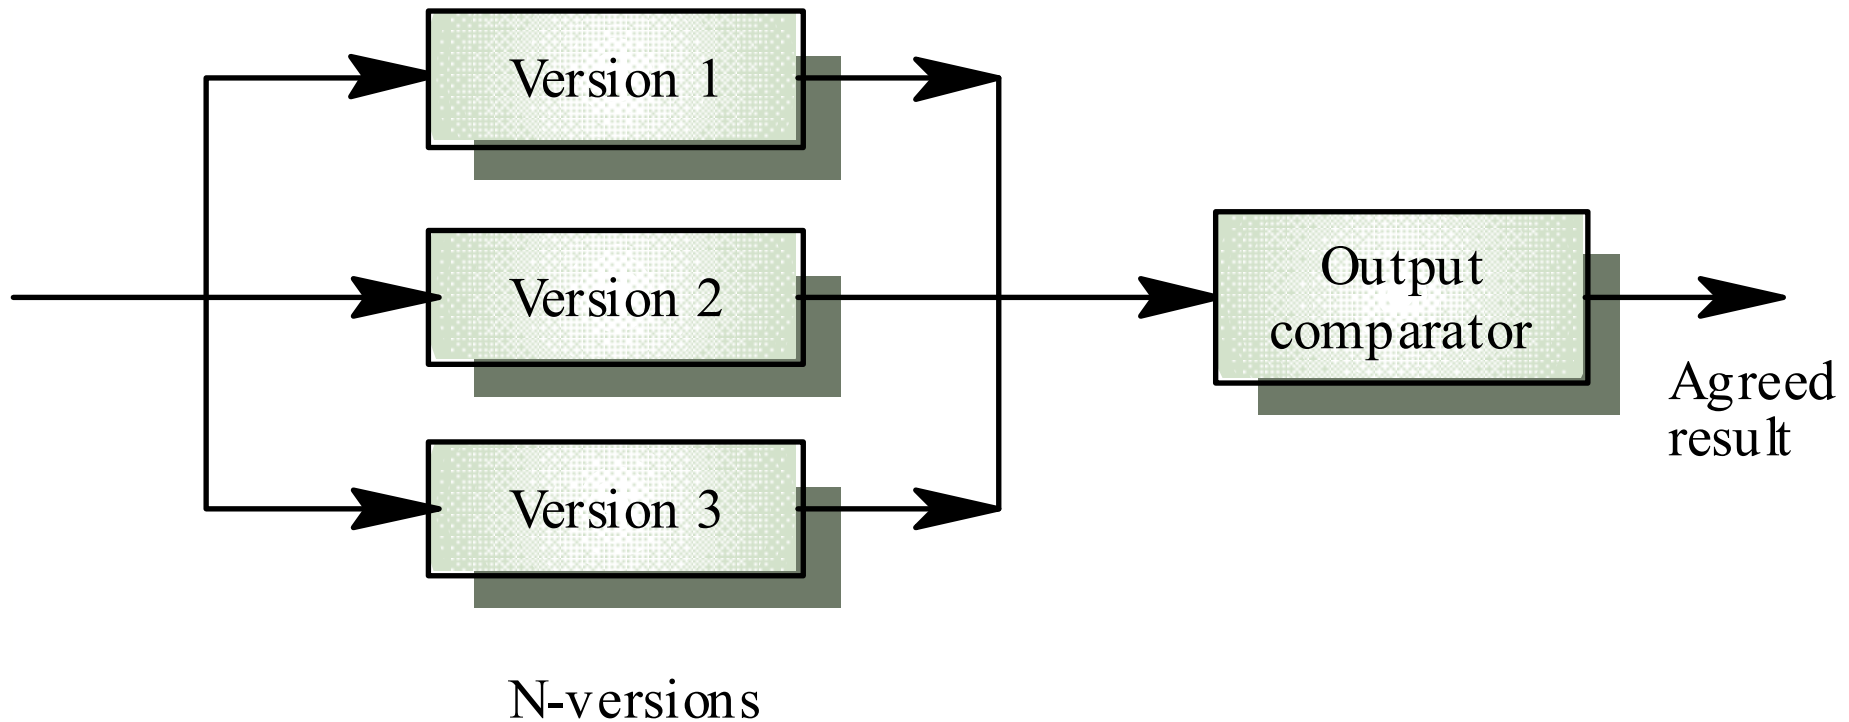 Version 1
Version 2
Version 3
Output
comparator
Agreed
result
N-versions